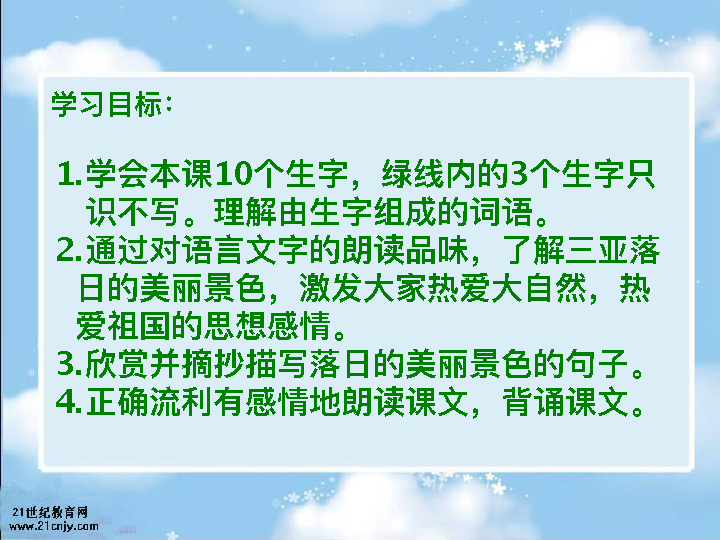 学习目标：
1.学会本课10个生字，绿线内的3个生字只
识不写。理解由生字组成的词语。
2.通过对语言文字的朗读品味，了解三亚落
日的美丽景色，激发大家热爱大自然，热
爱祖国的思想感情。
3.欣赏并摘抄描写落日的美丽景色的句子。
4.正确流利有感情地朗读课文，背诵课文。
21世纪教育网
www.21cnjy.com